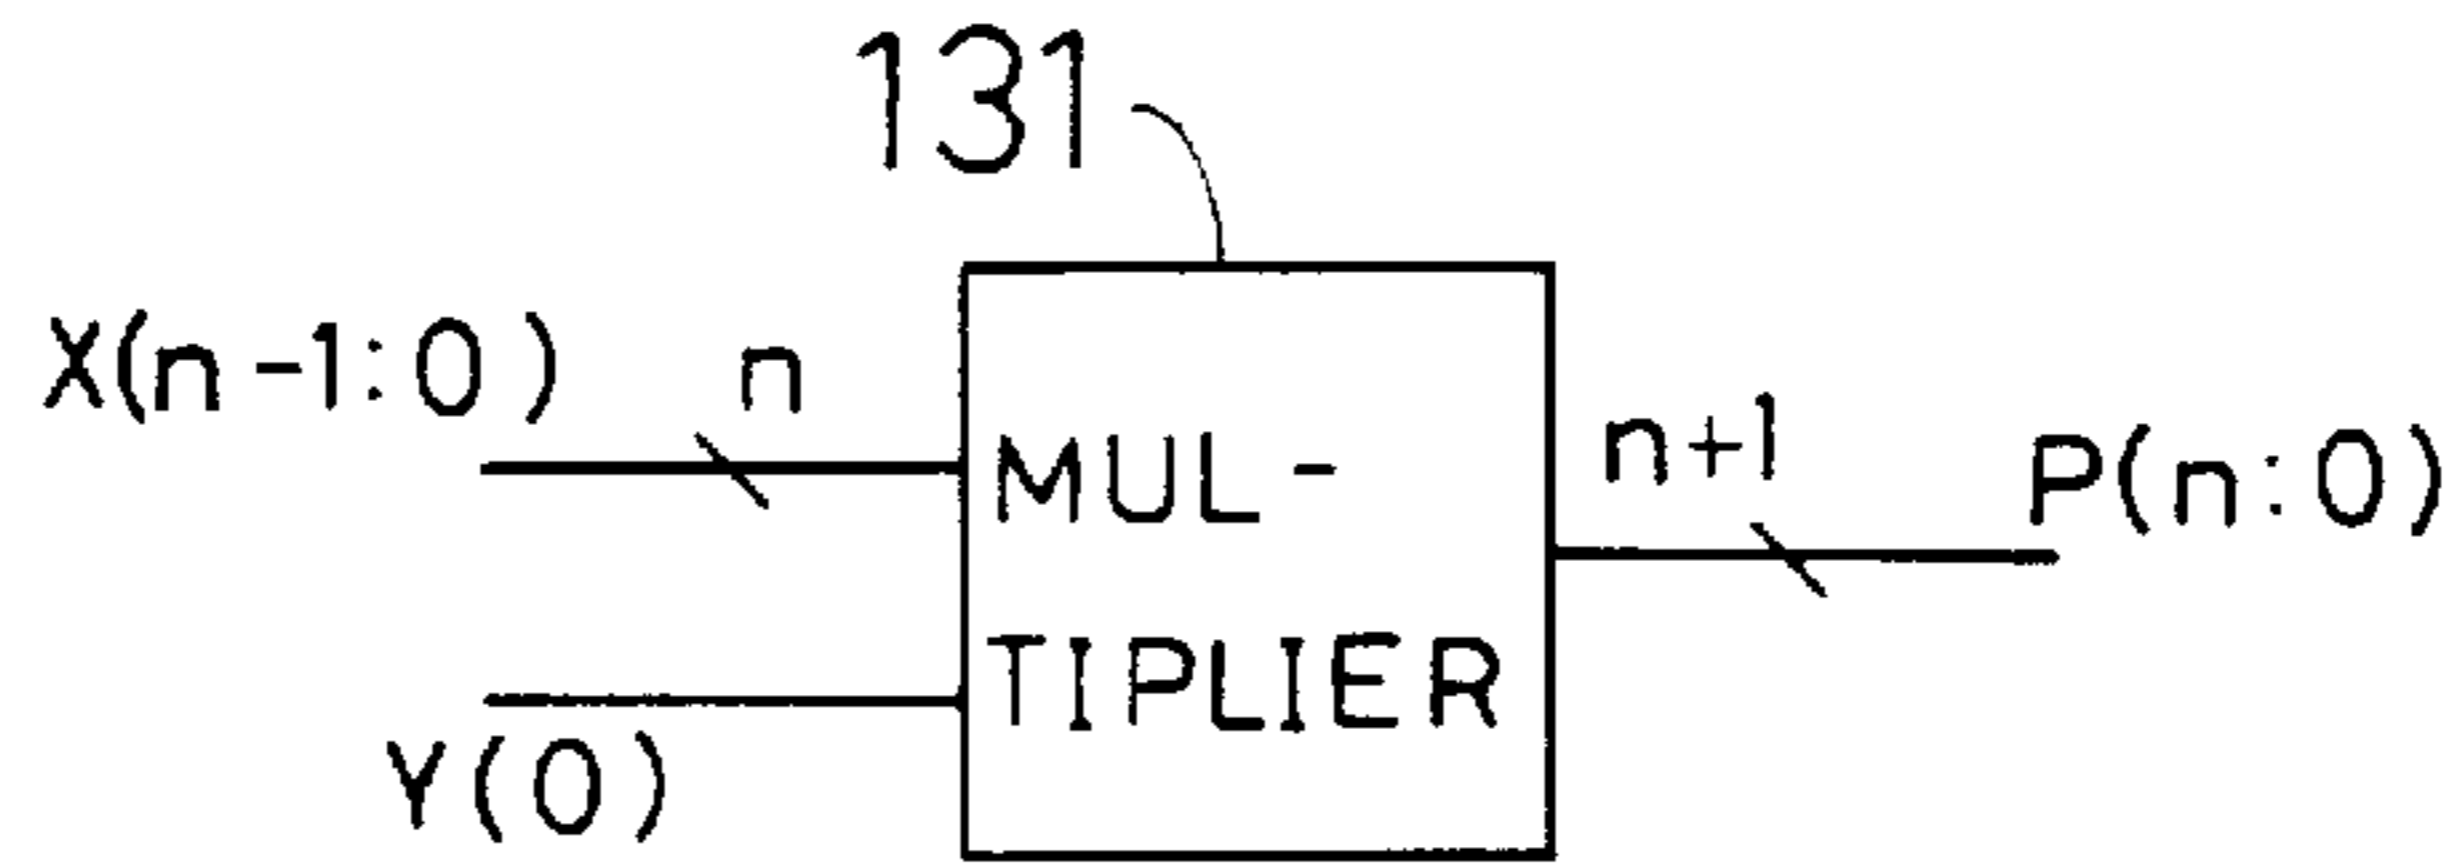 131
X(n-1:0)
n
MUL-
TIPLIER
Y(0)
n+1
P(n:0)